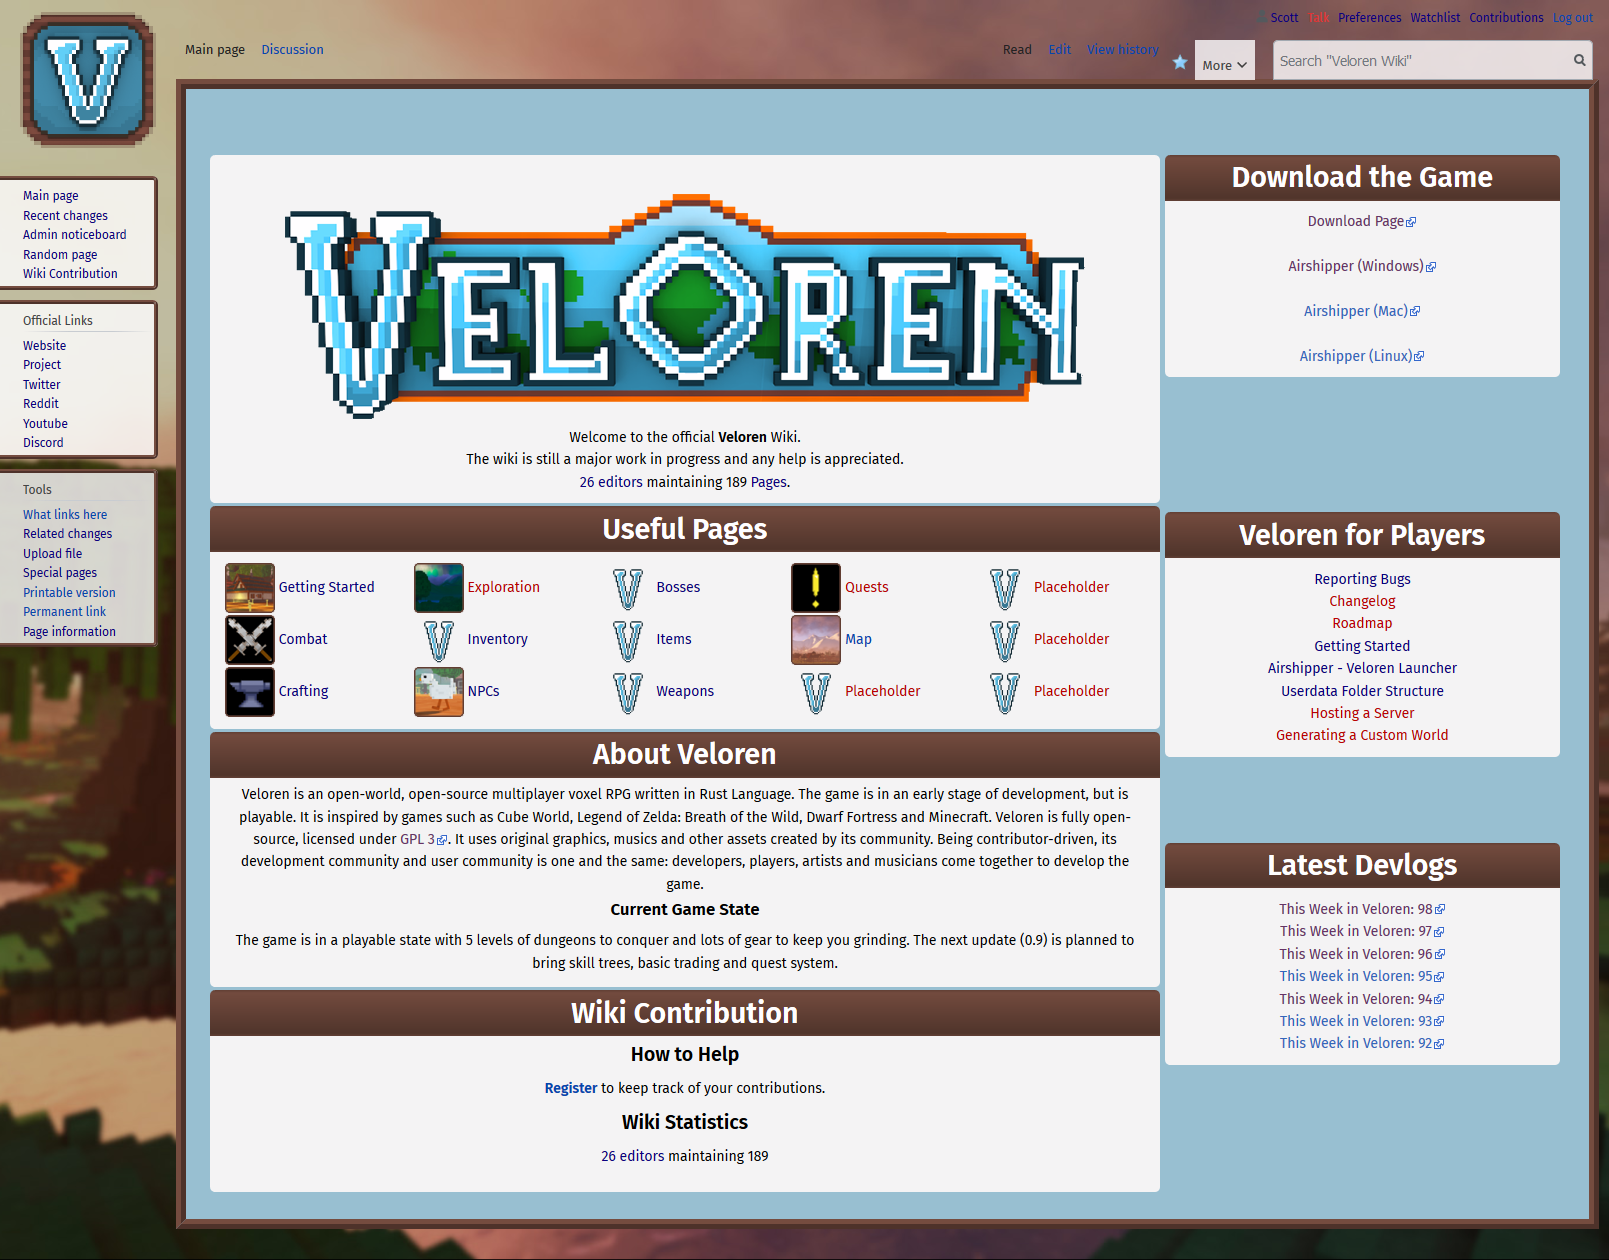 V
Scott Talk Preferences Watchlist Contributions Log out
Main page Discussion
Read Edit View history
More
Search "Veloren Wiki"
Main page
Recent changes
Admin noticeboard
Random page
Wiki Contribution
Official Links
Website
Project
Twitter
Reddit
Youtube
Discord
Tools
What links here
Related changes
Upload file
Special pages
Printable version
Permanent link
Page information
VELOREN
Welcome to the official Veloren Wiki.
The wiki is still a major work in progress and any help is appreciated.
26 editors maintaining 189 Pages.
Useful Pages
Getting Started Exploration Bosses Quests Placeholder
Combat Inventory Items Map Placeholder
Crafting NPCs Weapons Placeholder Placeholder
About Veloren
Veloren is an open-world, open-source multiplayer voxel RPG written in Rust Language. The game is in an early stage of development, but is
playable. It is inspired by games such as Cube World, Legend of Zelda: Breath of the Wild, Dwarf Fortress and Minecraft. Veloren is fully open-
source, licensed under GPL 3. It uses original graphics, musics and other assets created by its community. Being contributor-driven, its
development community and user community is one and the same: developers, players, artists and musicians come together to develop the
game.
Current Game State
The game is in a playable state with 5 levels of dungeons to conquer and lots of gear to keep you grinding. The next update (0.9) is planned to
bring skill trees, basic trading and quest system.
Wiki Contribution
How to Help
Register to keep track of your contributions.
Wiki Statistics
26 editors maintaining 189
Download the Game
Download Page
Airshipper (Windows)
Airshipper (Mac)
Airshipper (Linux)
Veloren for Players
Reporting Bugs
Changelog
Roadmap
Getting Started
Airshipper - Veloren Launcher
Userdata Folder Structure
Hosting a Server
Generating a Custom World
Latest Devlogs
This Week in Veloren: 98
This Week in Veloren: 97
This Week in Veloren: 96
This Week in Veloren: 95
This Week in Veloren: 94
This Week in Veloren: 93
This Week in Veloren: 92